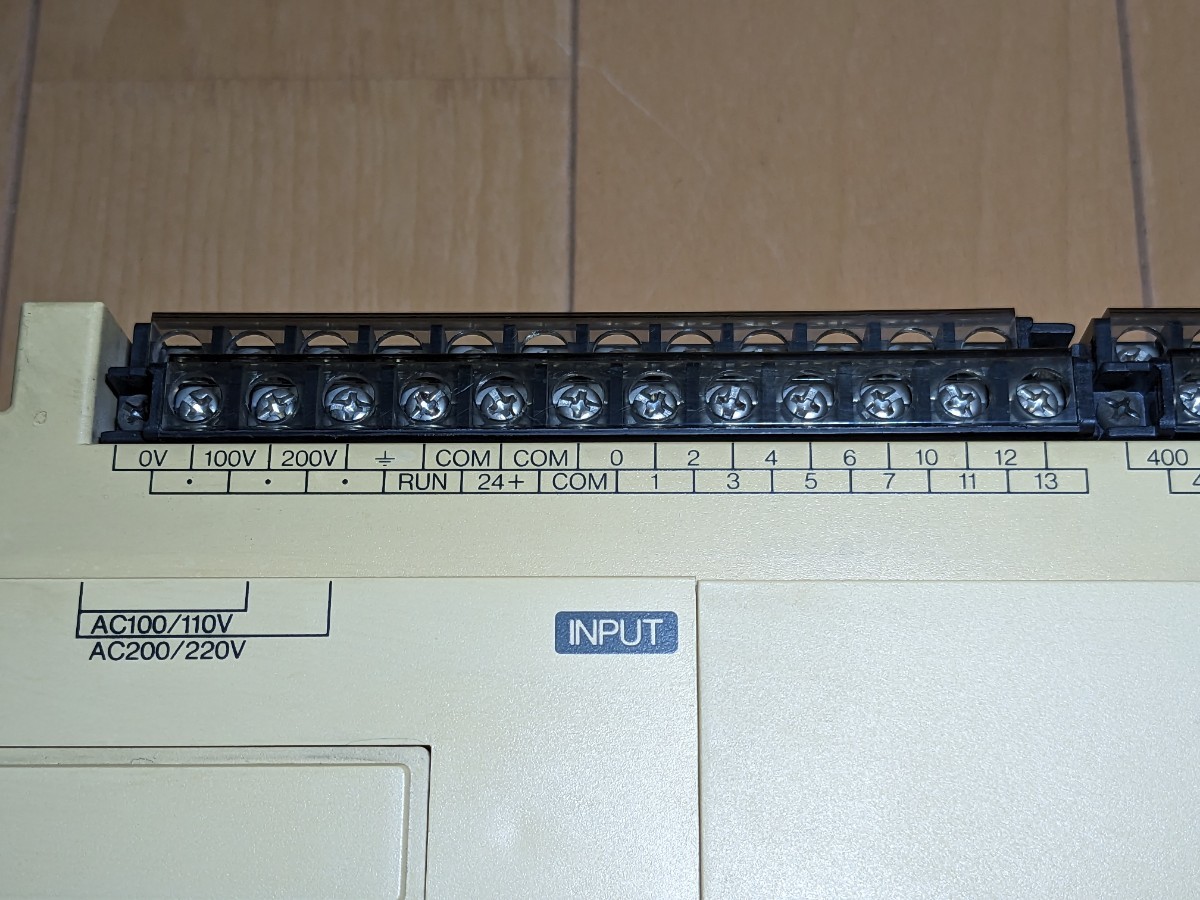 0V 100V 200V ⏚ COM COM 0 2 4 6 10 12 400
• • • RUN 24+ COM 1 3 5 7 11 13 4
AC100/110V
AC200/220V
INPUT